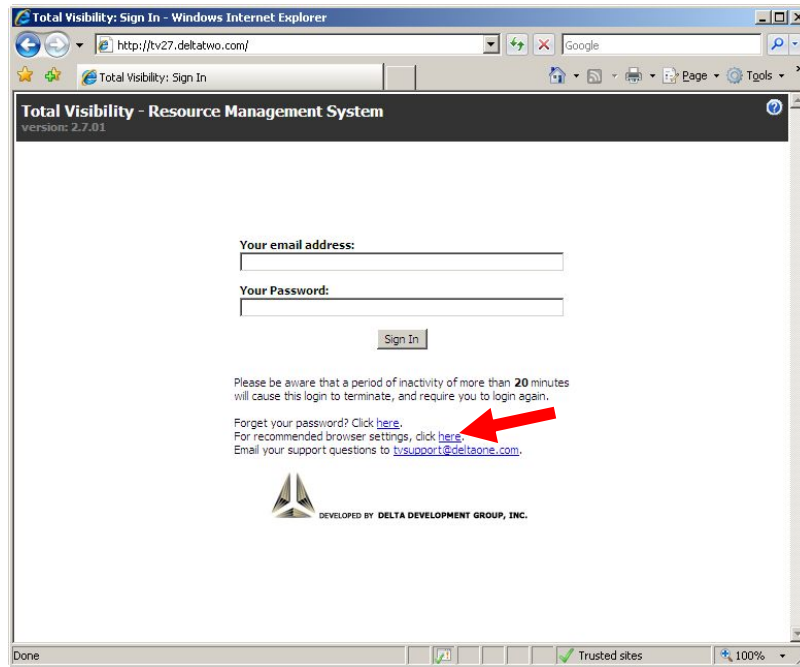 Total Visibility: Sign In - Windows Internet Explorer
http://tv27.deltatwo.com/
Google
Total Visibility: Sign In
Page
Tools
Total Visibility - Resource Management System
version: 2.7.01
Your email address:
Your Password:
Sign In
Please be aware that a period of inactivity of more than 20 minutes
will cause this login to terminate, and require you to login again.
Forget your password? Click here.
For recommended browser settings, click here.
Email your support questions to tvsupport@deltaone.com.
DEVELOPED BY DELTA DEVELOPMENT GROUP, INC.
Done
Trusted sites
100%